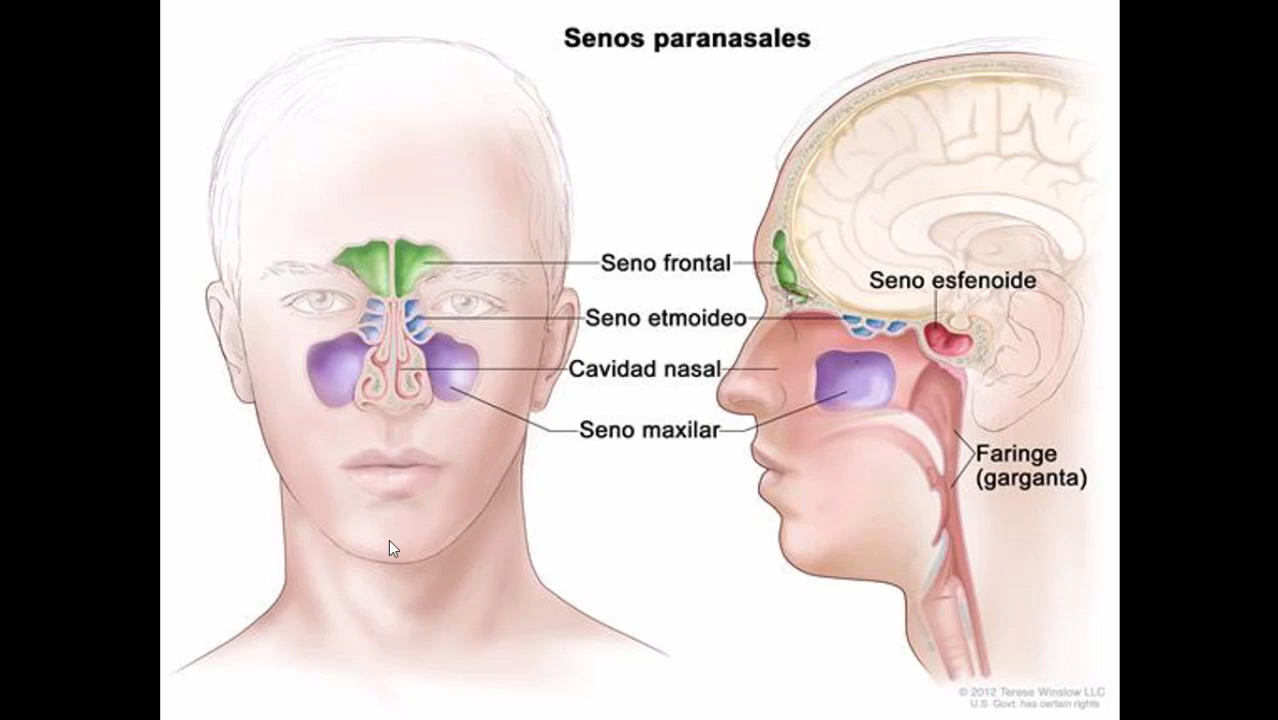 Senos paranasales
Seno frontal
Seno esfenoide
Seno etmoideo
Cavidad nasal
Seno maxilar
Faringe
(garganta)
© 2012 Terese Winslow LLC
U.S. Govt. has certain rights